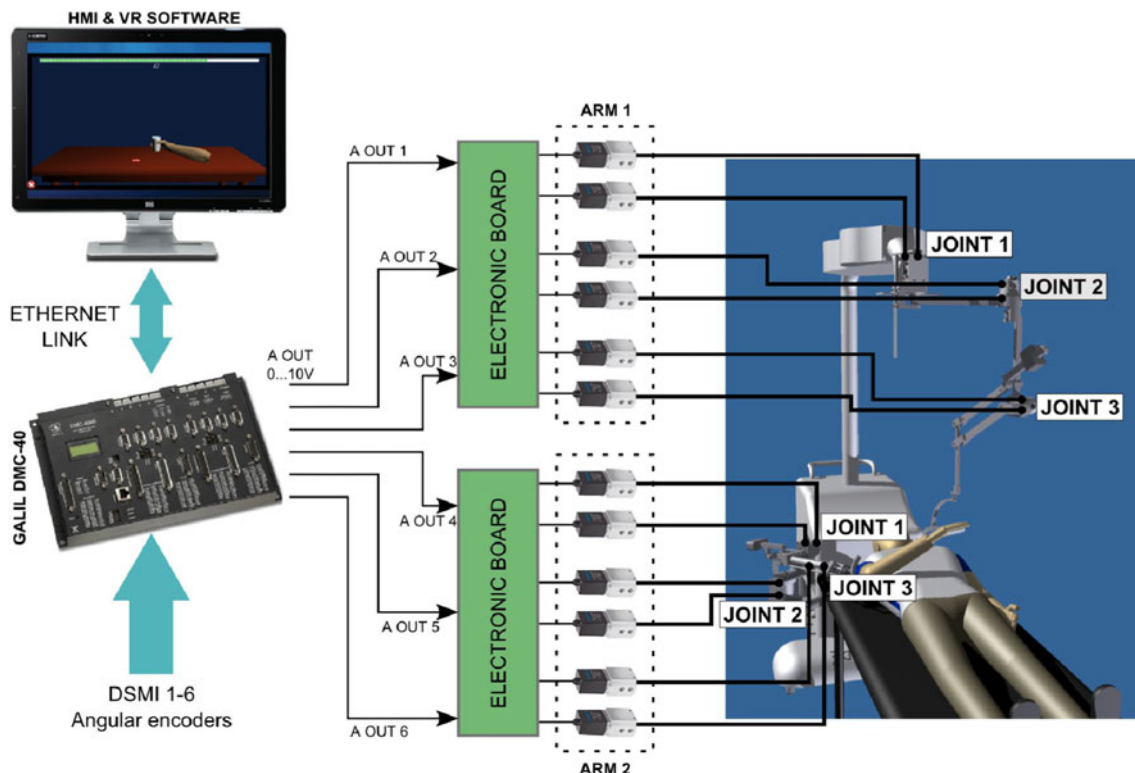 HMI & VR SOFTWARE
ARM 1
A OUT 1
A OUT 2
A OUT 3
ELECTRONIC BOARD
JOINT 1
JOINT 2
JOINT 3
ETHERNET
LINK
A OUT
0...10V
GALIL DMC-40
A OUT 4
A OUT 5
A OUT 6
ELECTRONIC BOARD
JOINT 1
JOINT 3
JOINT 2
DSMI 1-6
Angular encoders
ARM 2